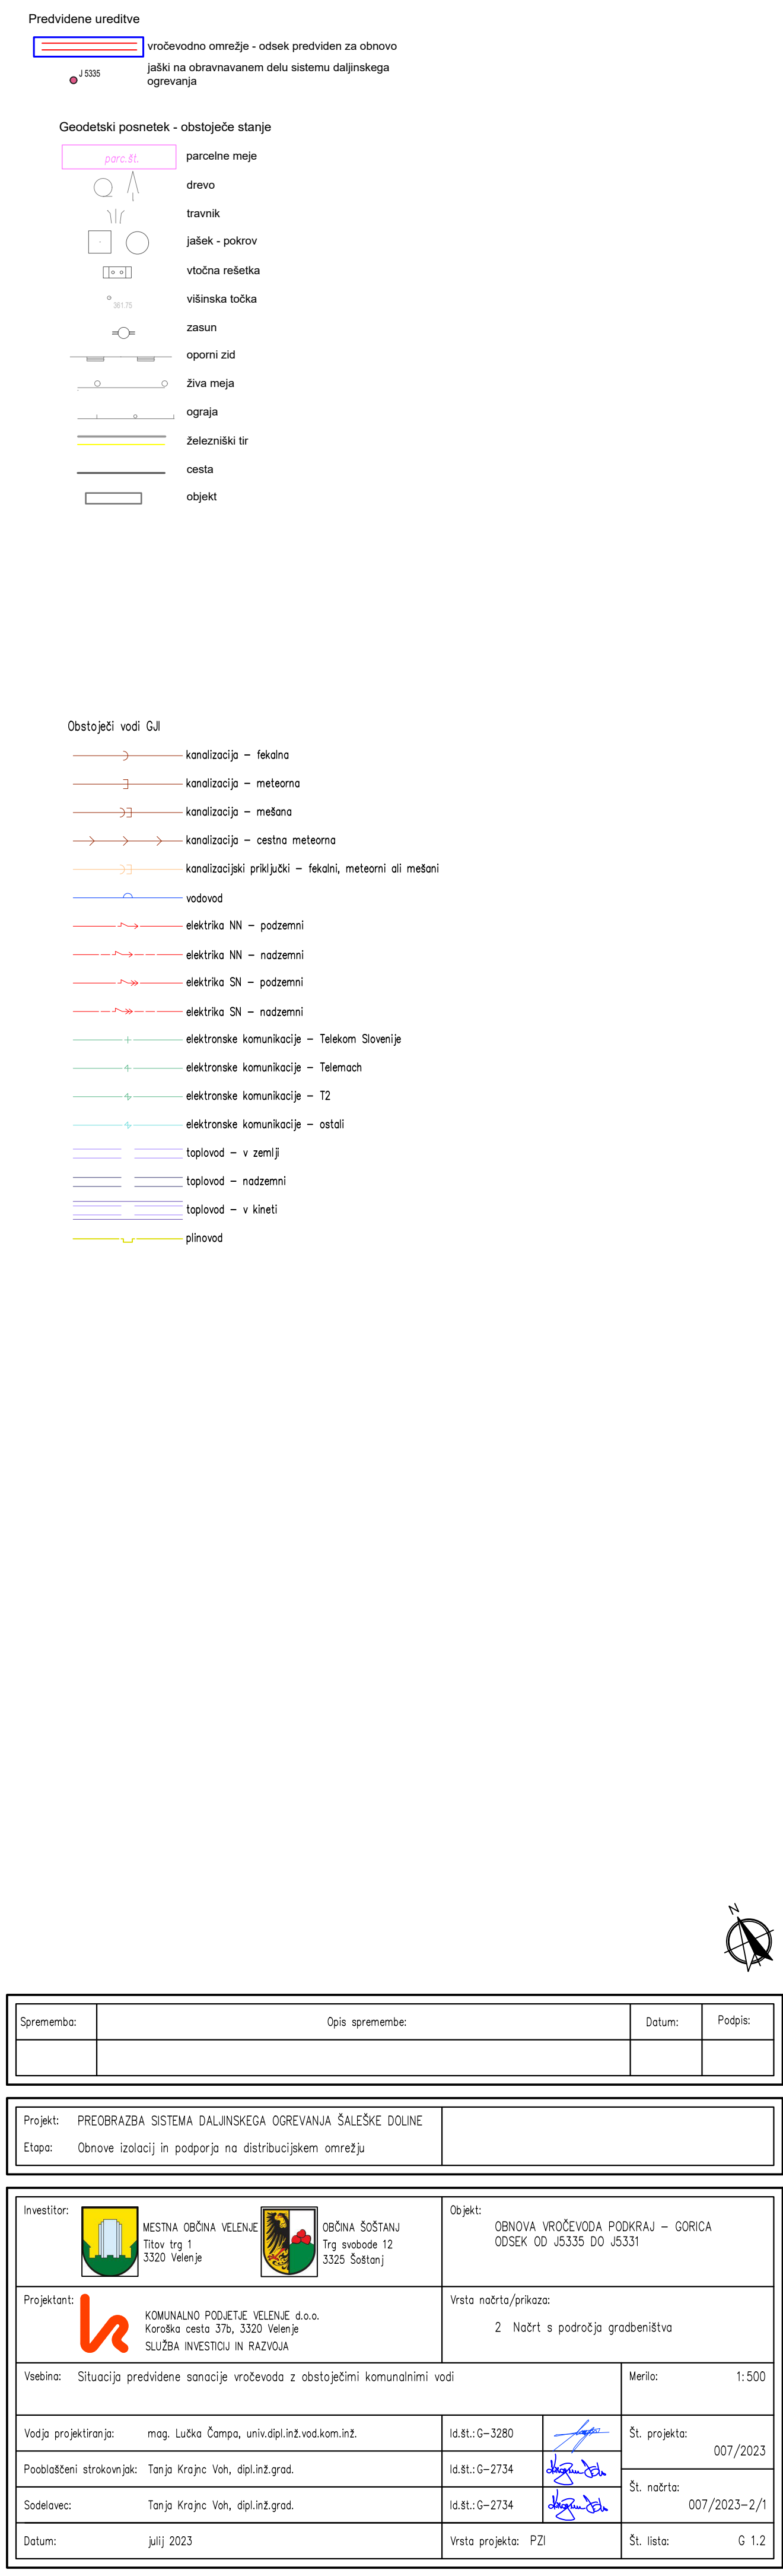 Predvidene ureditve
vročevodno omrežje - odsek predviden za obnovo
J 5335
jaški na obravnavanem delu sistemu daljinskega
ogrevanja
Geodetski posnetek - obstoječe stanje
parc.št.
parcelne meje
drevo
travnik
jašek - pokrov
vtočna rešetka
361.75
višinska točka
zasun
oporni zid
živa meja
ograja
železniški tir
cesta
objekt
Obstoječi vodi GJI
kanalizacija – fekalna
kanalizacija – meteorna
kanalizacija – mešana
kanalizacija – cestna meteorna
kanalizacijski priključki – fekalni, meteorni ali mešani
vodovod
elektrika NN – podzemni
elektrika NN – nadzemni
elektrika SN – podzemni
elektrika SN – nadzemni
elektronske komunikacije – Telekom Slovenije
elektronske komunikacije – Telemach
elektronske komunikacije – T2
elektronske komunikacije – ostali
toplovod – v zemlji
toplovod – nadzemni
toplovod – v kineti
plinovod
N
Sprememba:
Opis spremembe:
Datum:
Podpis:
Projekt: PREOBRAZBA SISTEMA DALJINSKEGA OGREVANJA ŠALEŠKE DOLINE
Etapa: Obnove izolacij in podporja na distribucijskem omrežju
Investitor:
MESTNA OBČINA VELENJE
Titov trg 1
3320 Velenje
OBČINA ŠOŠTANJ
Trg svobode 12
3325 Šoštanj
Objekt:
OBNOVA VROČEVODA PODKRAJ – GORICA
ODSEK OD J5335 DO J5331
Projektant:
KOMUNALNO PODJETJE VELENJE d.o.o.
Koroška cesta 37b, 3320 Velenje
SLUŽBA INVESTICIJ IN RAZVOJA
Vrsta načrta/prikaza:
2 Načrt s področja gradbeništva
Vsebina: Situacija predvidene sanacije vročevoda z obstoječimi komunalnimi vodi
Merilo: 1:500
Vodja projektiranja: mag. Lučka Čampa, univ.dipl.inž.vod.kom.inž.
Id.št.: G–3280
Št. projekta:
007/2023
Pooblaščeni strokovnjak: Tanja Krajnc Voh, dipl.inž.grad.
Id.št.: G–2734
Št. načrta:
007/2023–2/1
Sodelavec: Tanja Krajnc Voh, dipl.inž.grad.
Id.št.: G–2734
Datum: julij 2023
Vrsta projekta: PZI
Št. lista: G 1.2